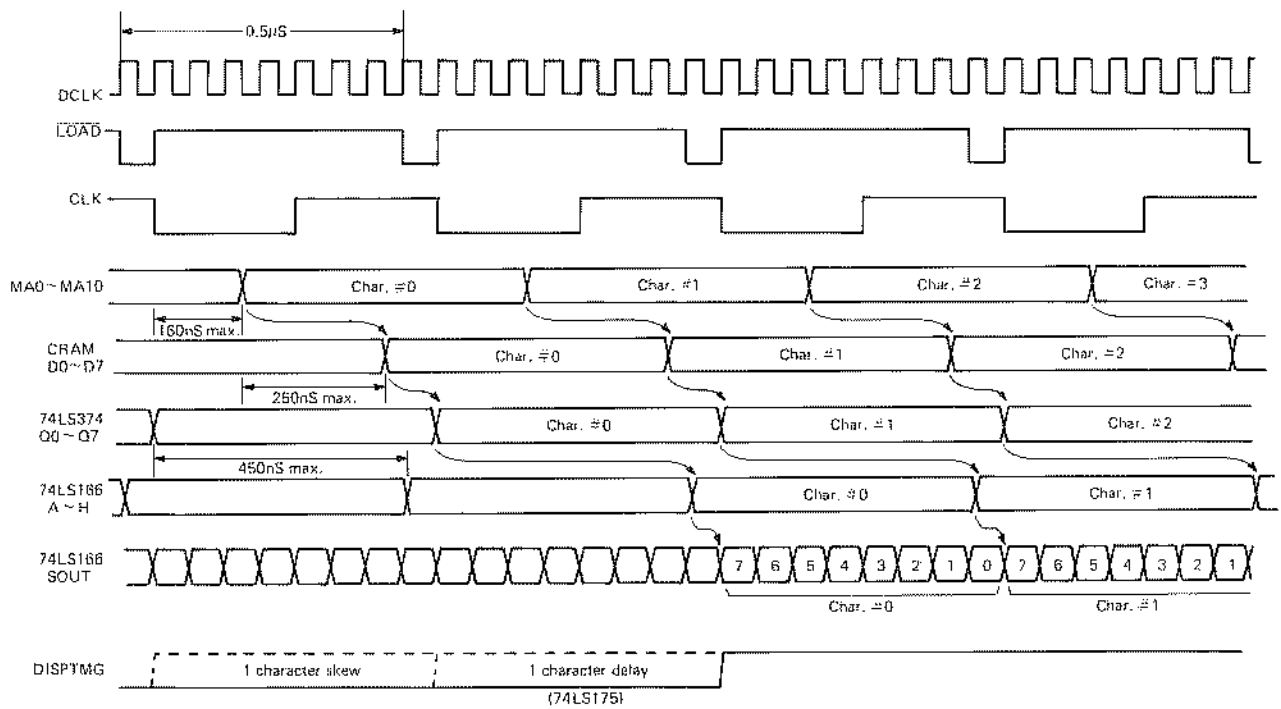 0.5μS
DCLK
LOAD
CLK
MA0~MA10
Char. #0
Char. #1
Char. #2
Char. #3
160nS max.
CRAM
D0~D7
Char. #0
Char. #1
Char. #2
250nS max.
74LS374
Q0~Q7
Char. #0
Char. #1
Char. #2
450nS max.
74LS166
A ~ H
Char. #0
Char. #1
74LS166
SOUT
7 6 5 4 3 2 1 0 7 6 5 4 3 2 1
Char. #0
Char. #1
DISPTMG
1 character skew
1 character delay
(74LS175)